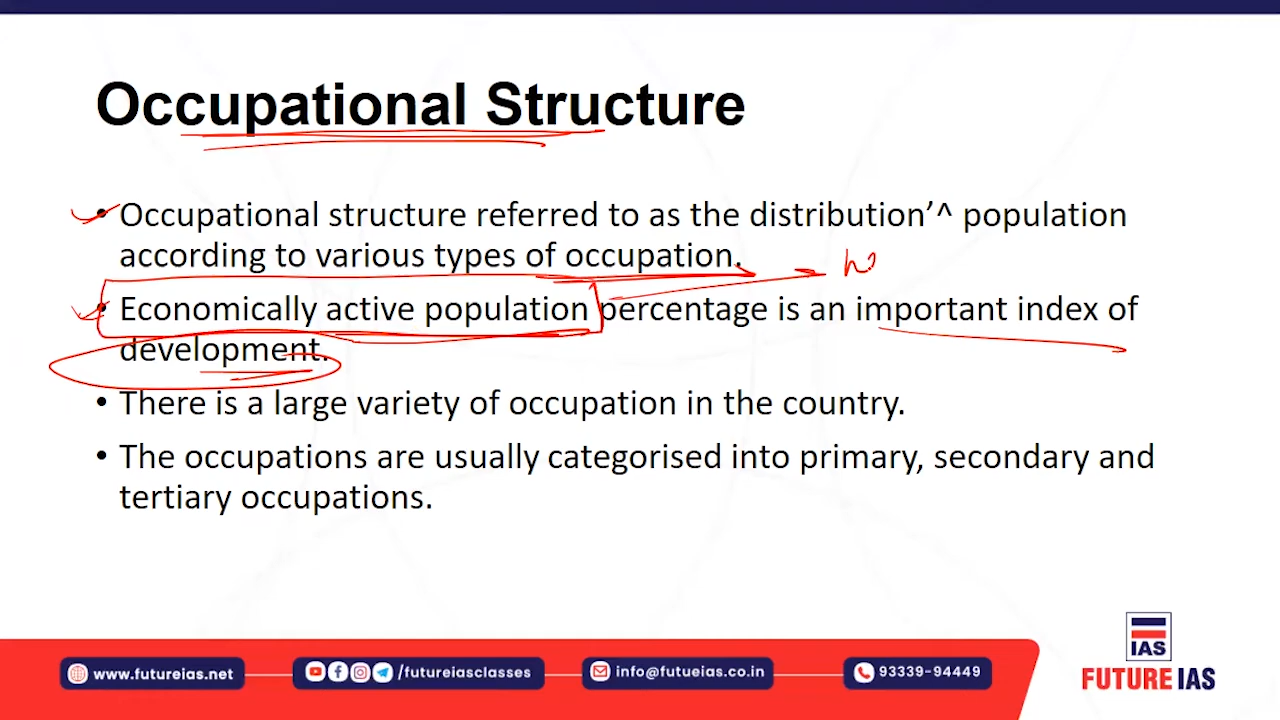 Occupational Structure
• Occupational structure referred to as the distribution’^ population
according to various types of occupation.
• Economically active population percentage is an important index of
development.
• There is a large variety of occupation in the country.
• The occupations are usually categorised into primary, secondary and
tertiary occupations.
IAS
FUTURE IAS
www.futureias.net
/futureiasclasses
info@futueias.co.in
93339-94449